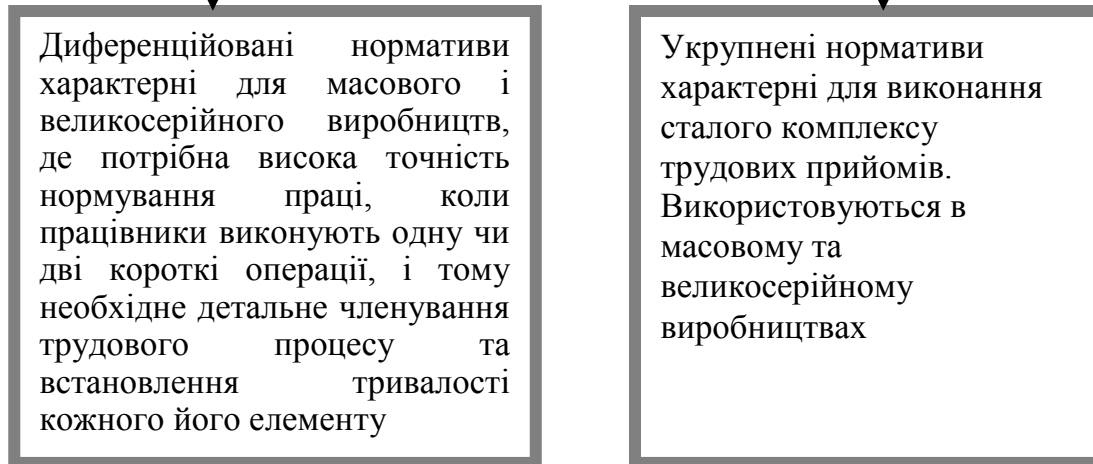 Диференційовані нормативи
характерні для масового і
великосерійного виробництв,
де потрібна висока точність
нормування праці, коли
працівники виконують одну чи
дві короткі операції, і тому
необхідне детальне членування
трудового процесу та
встановлення тривалості
кожного його елементу
Укрупнені нормативи
характерні для виконання
сталого комплексу
трудових прийомів.
Використовуються в
масовому та
великосерійному
виробництвах